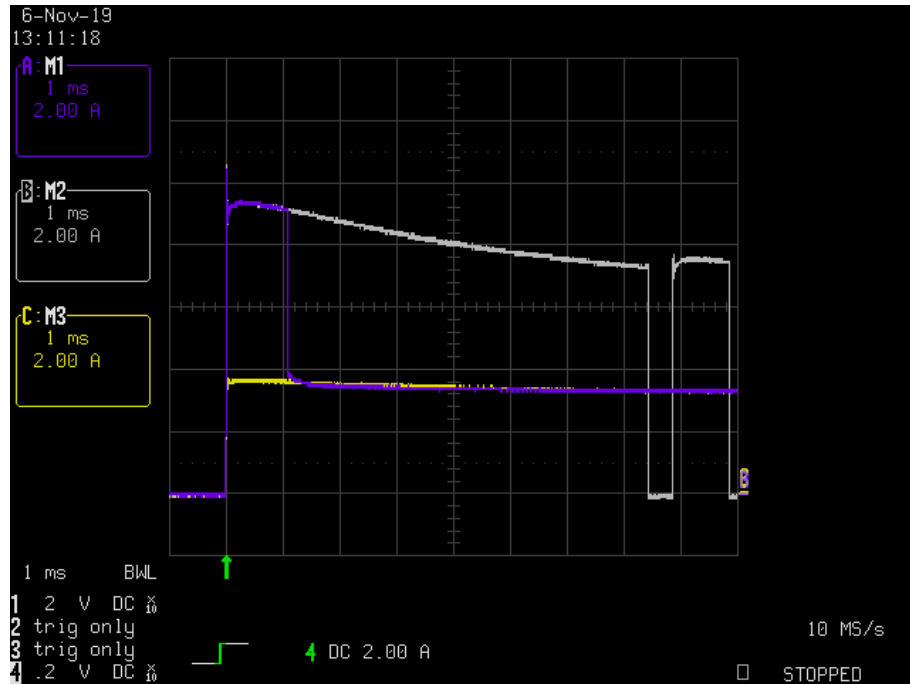 6-Nov-19
13:11:18
A:M1
1 ms
2.00 A
B:M2
1 ms
2.00 A
C:M3
1 ms
2.00 A
1 ms BWL
1 2 V DC x10
2 trig only
3 trig only
4 .2 V DC x10
4 DC 2.00 A
10 MS/s
STOPPED